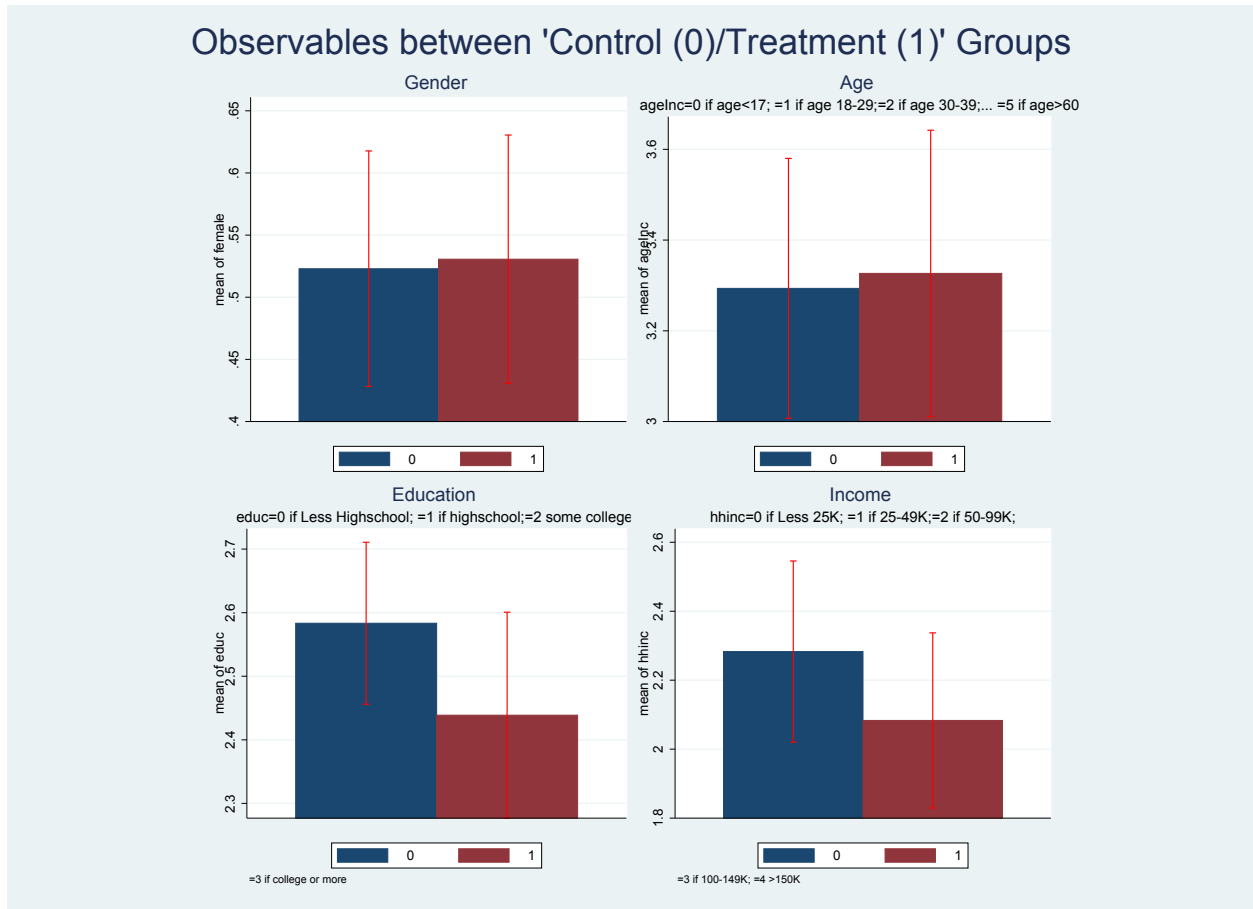 Observables between 'Control (0)/Treatment (1)' Groups
Gender
mean of female
.65
.6
.55
.5
.45
.4
0 1
Age
ageInc=0 if age<17; =1 if age 18-29;=2 if age 30-39;... =5 if age>60
mean of ageInc
3.6
3.4
3.2
3
0 1
Education
educ=0 if Less Highschool; =1 if highschool;=2 some college
mean of educ
2.7
2.6
2.5
2.4
2.3
0 1
=3 if college or more
Income
hhinc=0 if Less 25K; =1 if 25-49K;=2 if 50-99K;
mean of hhinc
2.6
2.4
2.2
2
1.8
0 1
=3 if 100-149K; =4 >150K